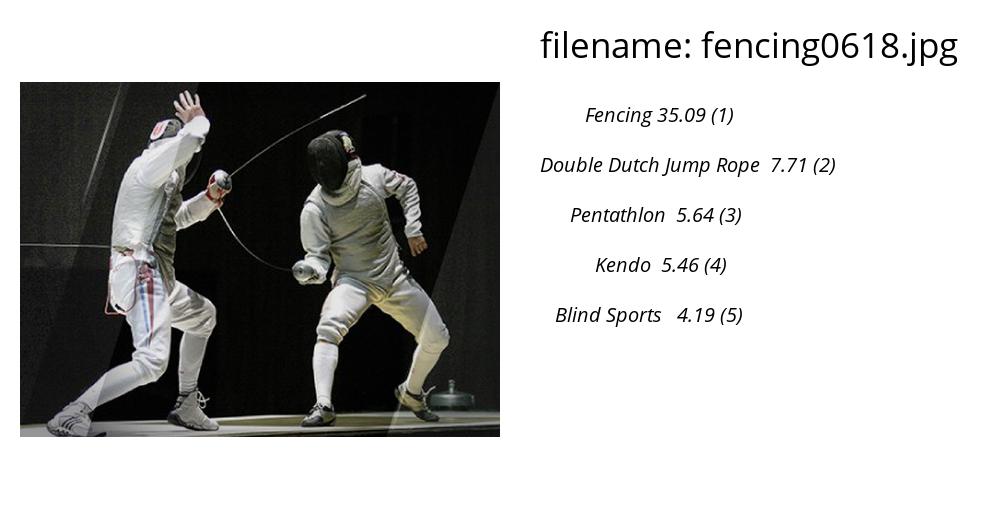 filename: fencing0618.jpg
Fencing 35.09 (1)
Double Dutch Jump Rope 7.71 (2)
Pentathlon 5.64 (3)
Kendo 5.46 (4)
Blind Sports 4.19 (5)